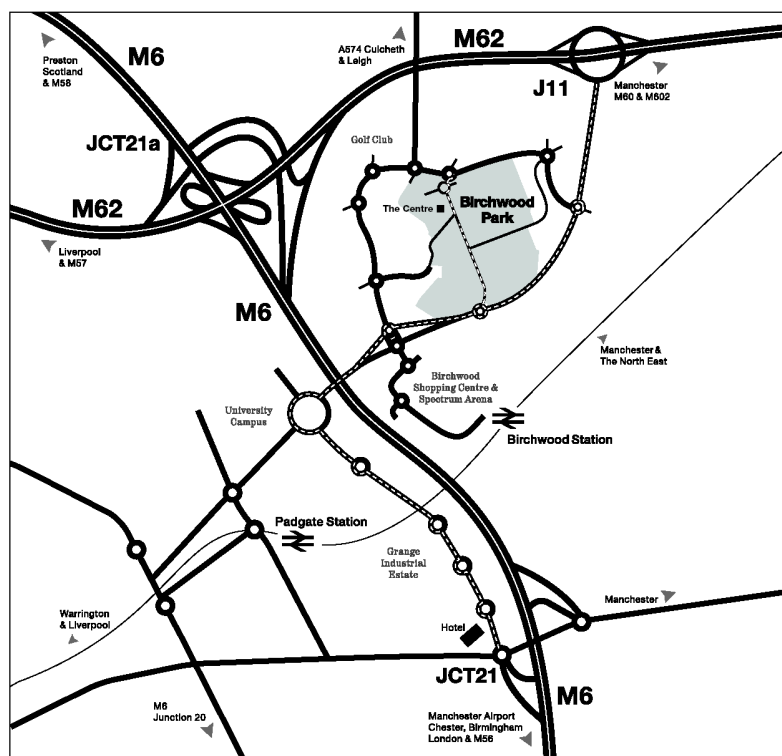 M6
M62
A574 Culcheth
& Leigh
Preston
Scotland
& M58
J11
Manchester
M60 & M602
JCT21a
Golf Club
M62
The Centre
Birchwood
Park
Liverpool
& M57
M6
Manchester &
The North East
Birchwood
Shopping Centre &
Spectrum Arena
University
Campus
Birchwood Station
Padgate Station
Grange
Industrial
Estate
Warrington
& Liverpool
Manchester
Hotel
JCT21
M6
M6
Junction 20
Manchester Airport
Chester, Birmingham
London & M56